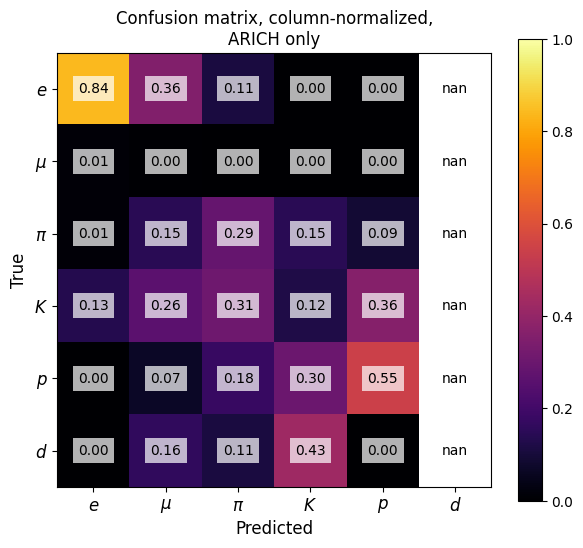 Confusion matrix, column-normalized,
ARICH only
e 0.84 0.36 0.11 0.00 0.00 nan
μ 0.01 0.00 0.00 0.00 0.00 nan
π 0.01 0.15 0.29 0.15 0.09 nan
K 0.13 0.26 0.31 0.12 0.36 nan
p 0.00 0.07 0.18 0.30 0.55 nan
d 0.00 0.16 0.11 0.43 0.00 nan
e μ π K p d
True
Predicted
1.0
0.8
0.6
0.4
0.2
0.0